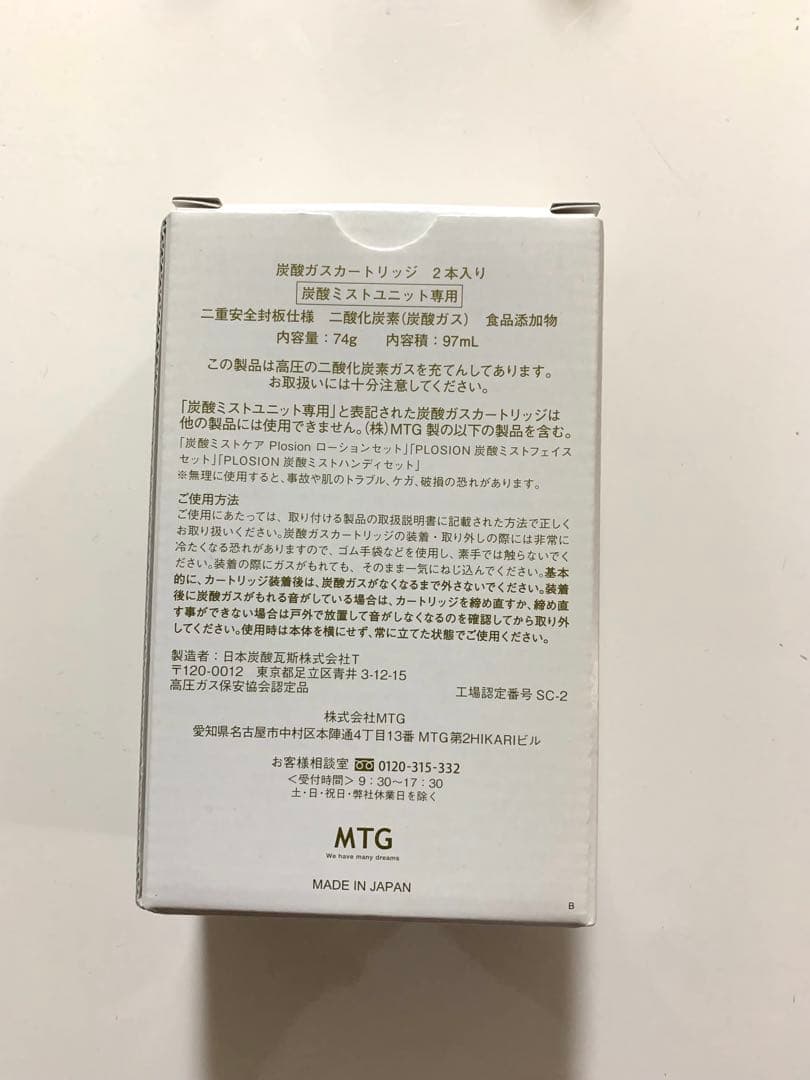 炭酸ガスカートリッジ 2本入り
炭酸ミストユニット専用
二重安全封板仕様 二酸化炭素(炭酸ガス) 食品添加物
内容量:74g 内容積:97mL
この製品は高圧の二酸化炭素ガスを充てんしてあります。
お取扱いには十分注意してください。
「炭酸ミストユニット専用」と表記された炭酸ガスカートリッジは
他の製品には使用できません。(株)MTG 製の以下の製品を含む。
「炭酸ミストケア Plosion ローションセット」「PLOSION 炭酸ミストフェイス
セット」「PLOSION 炭酸ミストハンディセット」
※無理に使用すると、事故や肌のトラブル、ケガ、破損の恐れがあります。
ご使用方法
ご使用にあたっては、取り付ける製品の取扱説明書に記載された方法で正しく
お取り扱いください。炭酸ガスカートリッジの装着・取り外しの際には非常に
冷たくなる恐れがありますので、ゴム手袋などを使用し、素手では触らないでく
ださい。装着の際にガスがもれても、そのまま一気にねじ込んでください。基本
的に、カートリッジ装着後は、炭酸ガスがなくなるまで外さないでください。装着
後に炭酸ガスがもれる音がしている場合は、カートリッジを締め直すか、締め直
す事ができない場合は戸外で放置して音がしなくなるのを確認してから取り外
してください。使用時は本体を横にせず、常に立てた状態でご使用ください。
製造者:日本炭酸瓦斯株式会社T
〒120-0012 東京都足立区青井 3-12-15
高圧ガス保安協会認定品 工場認定番号 SC-2
株式会社MTG
愛知県名古屋市中村区本陣通4丁目13番 MTG第2HIKARIビル
お客様相談室 0120-315-332
<受付時間> 9:30〜17:30
土・日・祝日・弊社休業日を除く
MTG
We have many dreams
MADE IN JAPAN
B